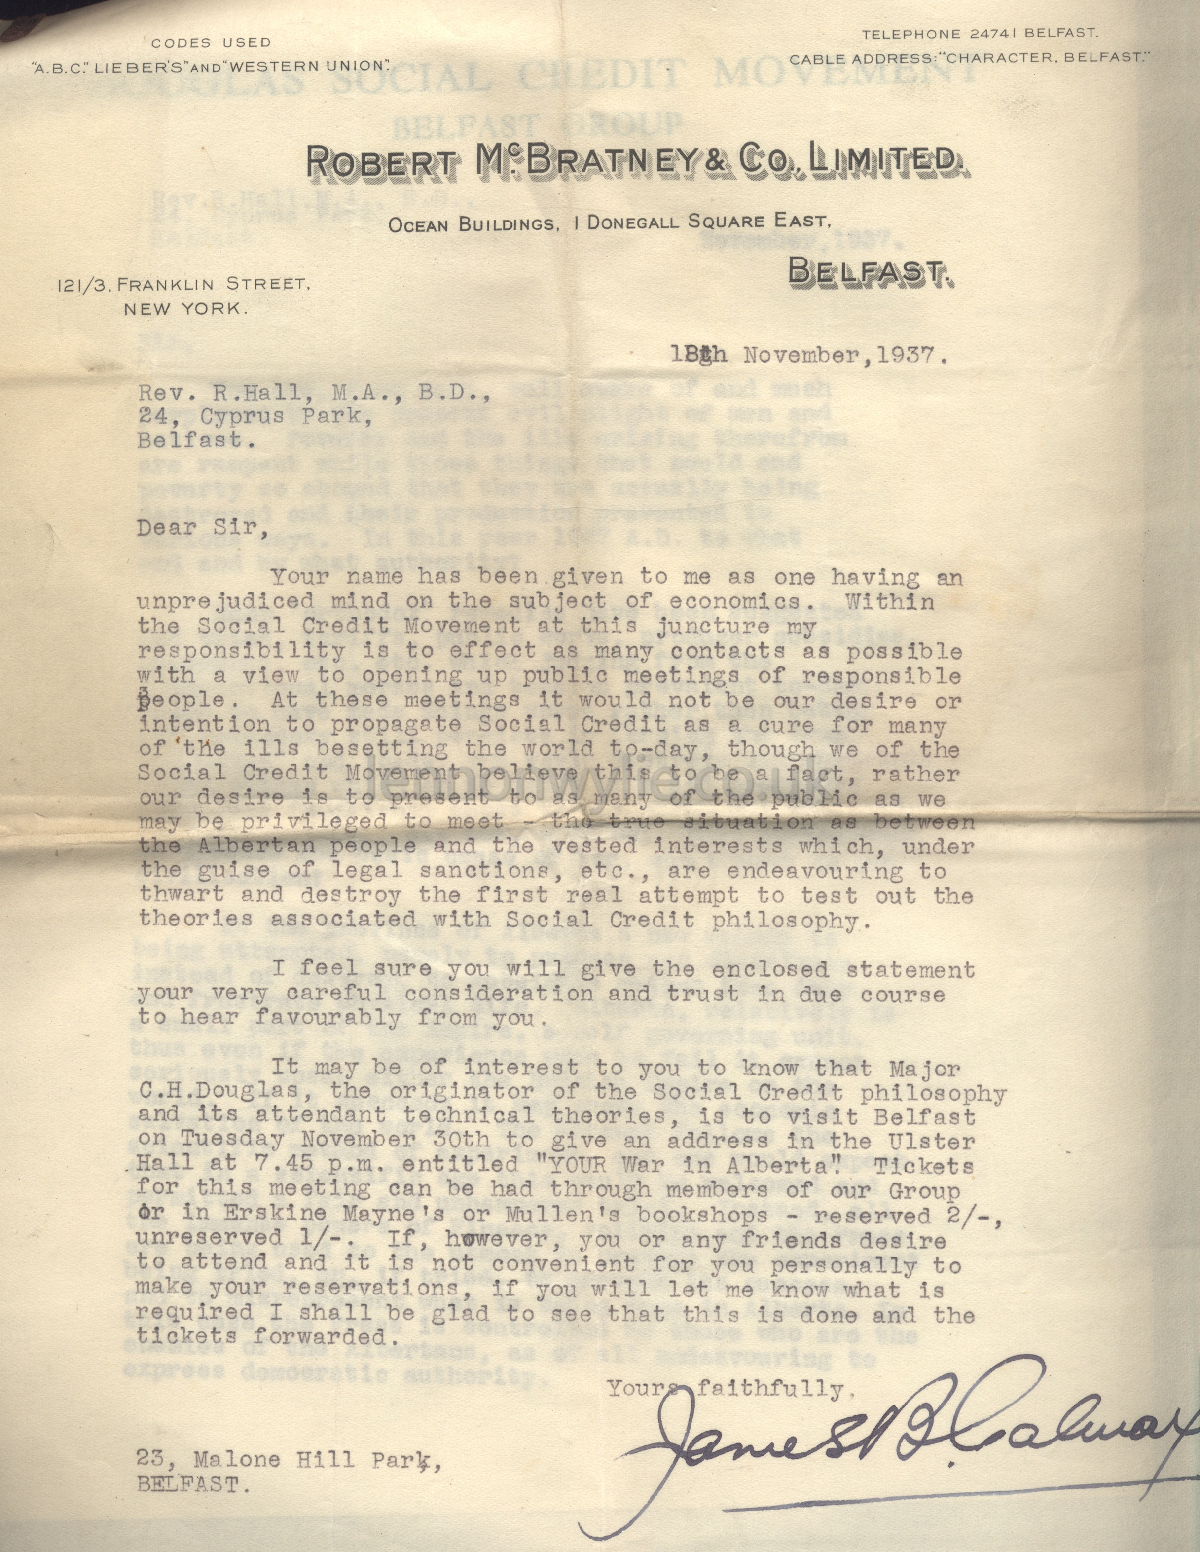 CODES USED
"A.B.C." LIEBER'S" AND "WESTERN UNION".
TELEPHONE 24741 BELFAST.
CABLE ADDRESS: "CHARACTER, BELFAST."
DOUGLAS SOCIAL CREDIT MOVEMENT
BELFAST GROUP
ROBERT McBRATNEY & Co., LIMITED.
OCEAN BUILDINGS, 1 DONEGALL SQUARE EAST,
BELFAST.
121/3, FRANKLIN STREET,
NEW YORK.
18th November, 1937.
Rev. R.Hall, M.A., B.D.,
24, Cyprus Park,
Belfast.
Dear Sir,
Your name has been given to me as one having an
unprejudiced mind on the subject of economics. Within
the Social Credit Movement at this juncture my
responsibility is to effect as many contacts as possible
with a view to opening up public meetings of responsible
people. At these meetings it would not be our desire or
intention to propagate Social Credit as a cure for many
of the ills besetting the world to-day, though we of the
Social Credit Movement believe this to be a fact, rather
our desire is to present to as many of the public as we
may be privileged to meet - the true situation as between
the Albertan people and the vested interests which, under
the guise of legal sanctions, etc., are endeavouring to
thwart and destroy the first real attempt to test out the
theories associated with Social Credit philosophy.
I feel sure you will give the enclosed statement
your very careful consideration and trust in due course
to hear favourably from you.
It may be of interest to you to know that Major
C.H.Douglas, the originator of the Social Credit philosophy
and its attendant technical theories, is to visit Belfast
on Tuesday November 30th to give an address in the Ulster
Hall at 7.45 p.m. entitled "YOUR War in Alberta". Tickets
for this meeting can be had through members of our Group
or in Erskine Mayne's or Mullen's bookshops - reserved 2/-,
unreserved 1/-. If, however, you or any friends desire
to attend and it is not convenient for you personally to
make your reservations, if you will let me know what is
required I shall be glad to see that this is done and the
tickets forwarded.
Yours faithfully.
James B. Calway
23, Malone Hill Park,
BELFAST.
lennonwylie.co.uk